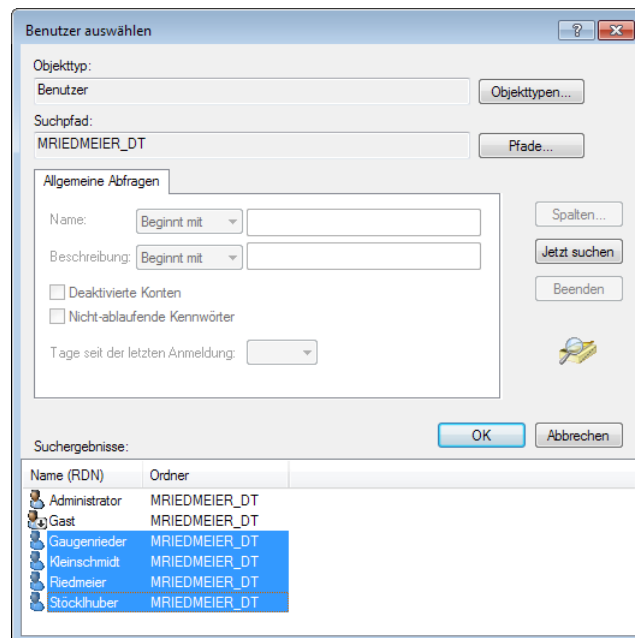 Benutzer auswählen
Objekttyp:
Benutzer
Objekttypen...
Suchpfad:
MRIEDMEIER_DT
Pfade...
Allgemeine Abfragen
Name:
Beginnt mit
Spalten...
Beschreibung:
Beginnt mit
Jetzt suchen
Deaktivierte Konten
Beenden
Nicht-ablaufende Kennwörter
Tage seit der letzten Anmeldung:
OK
Abbrechen
Suchergebnisse:
Name (RDN) Ordner
Administrator MRIEDMEIER_DT
Gast MRIEDMEIER_DT
Gaugenrieder MRIEDMEIER_DT
Kleinschmidt MRIEDMEIER_DT
Riedmeier MRIEDMEIER_DT
Stöcklhuber MRIEDMEIER_DT